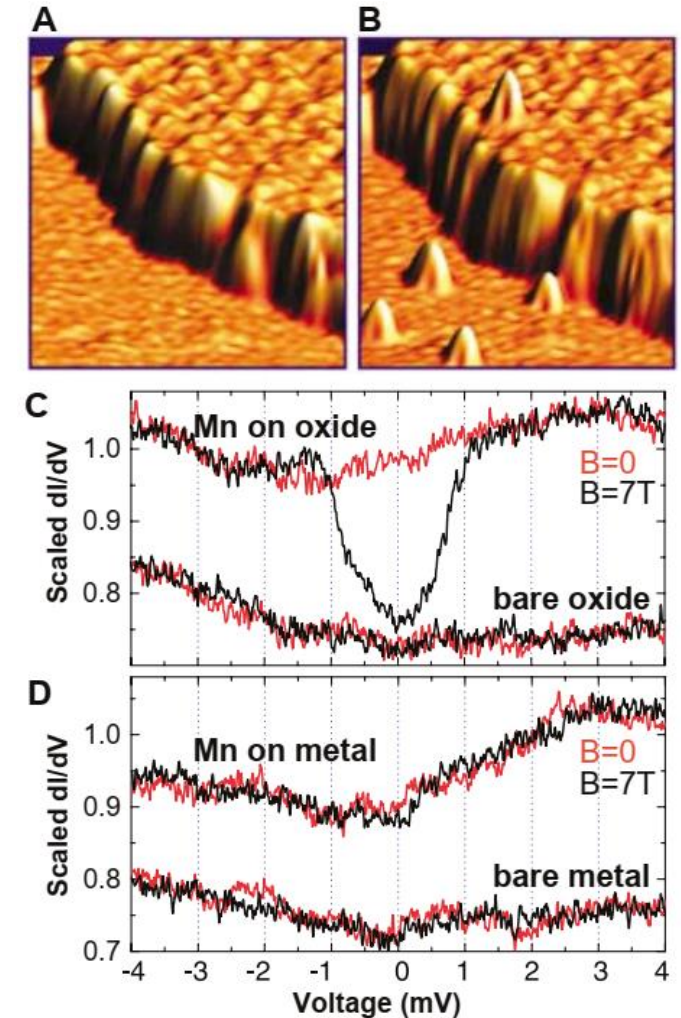 A
B
C
Scaled dI/dV
1.0
0.9
0.8
Mn on oxide
B=0
B=7T
bare oxide
D
Scaled dI/dV
1.0
0.9
0.8
0.7
Mn on metal
B=0
B=7T
bare metal
-4 -3 -2 -1 0 1 2 3 4
Voltage (mV)